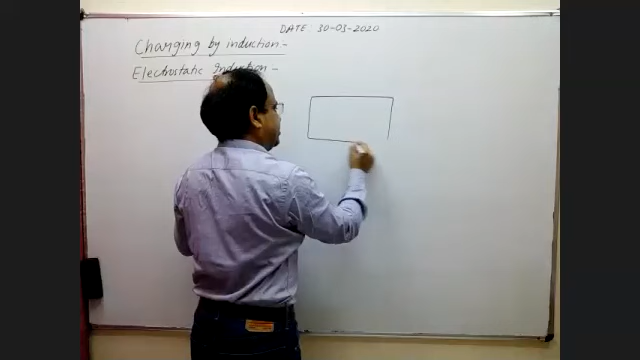 DATE 30-03-2020
Charging by induction-
Electrostatic Induction-